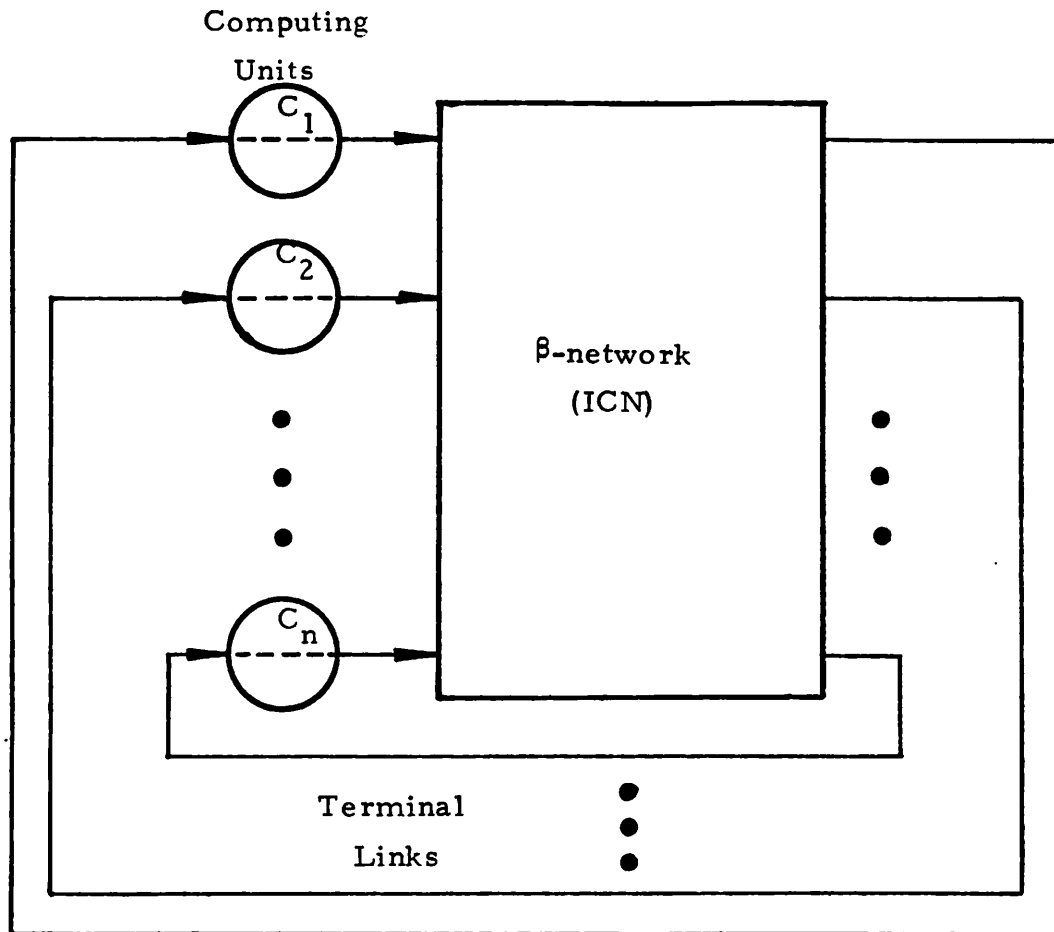 Computing
Units
C1
C2
β-network
(ICN)
Cn
Terminal
Links